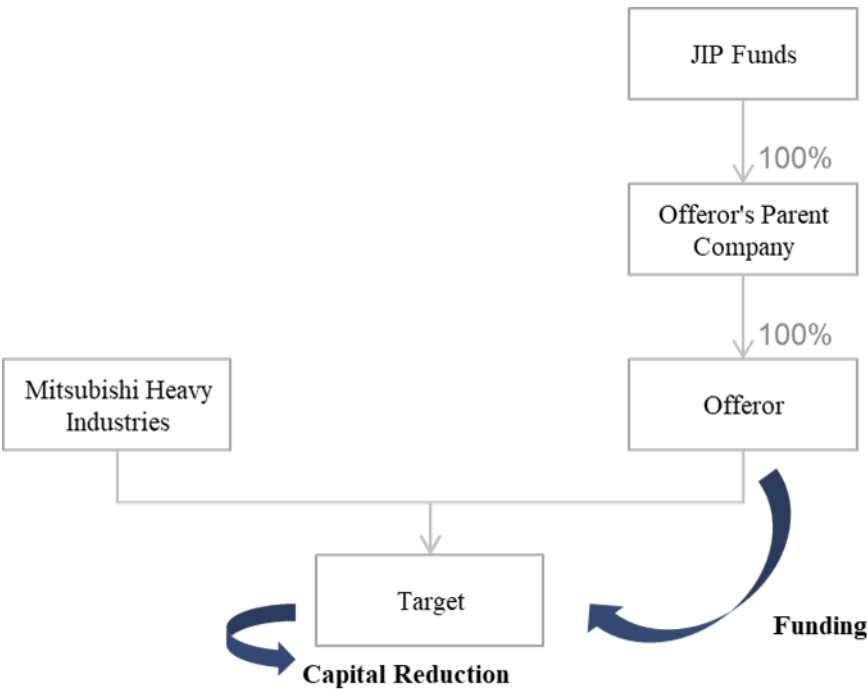 JIP Funds
100%
Offeror's Parent
Company
100%
Mitsubishi Heavy
Industries
Offeror
Target
Funding
Capital Reduction